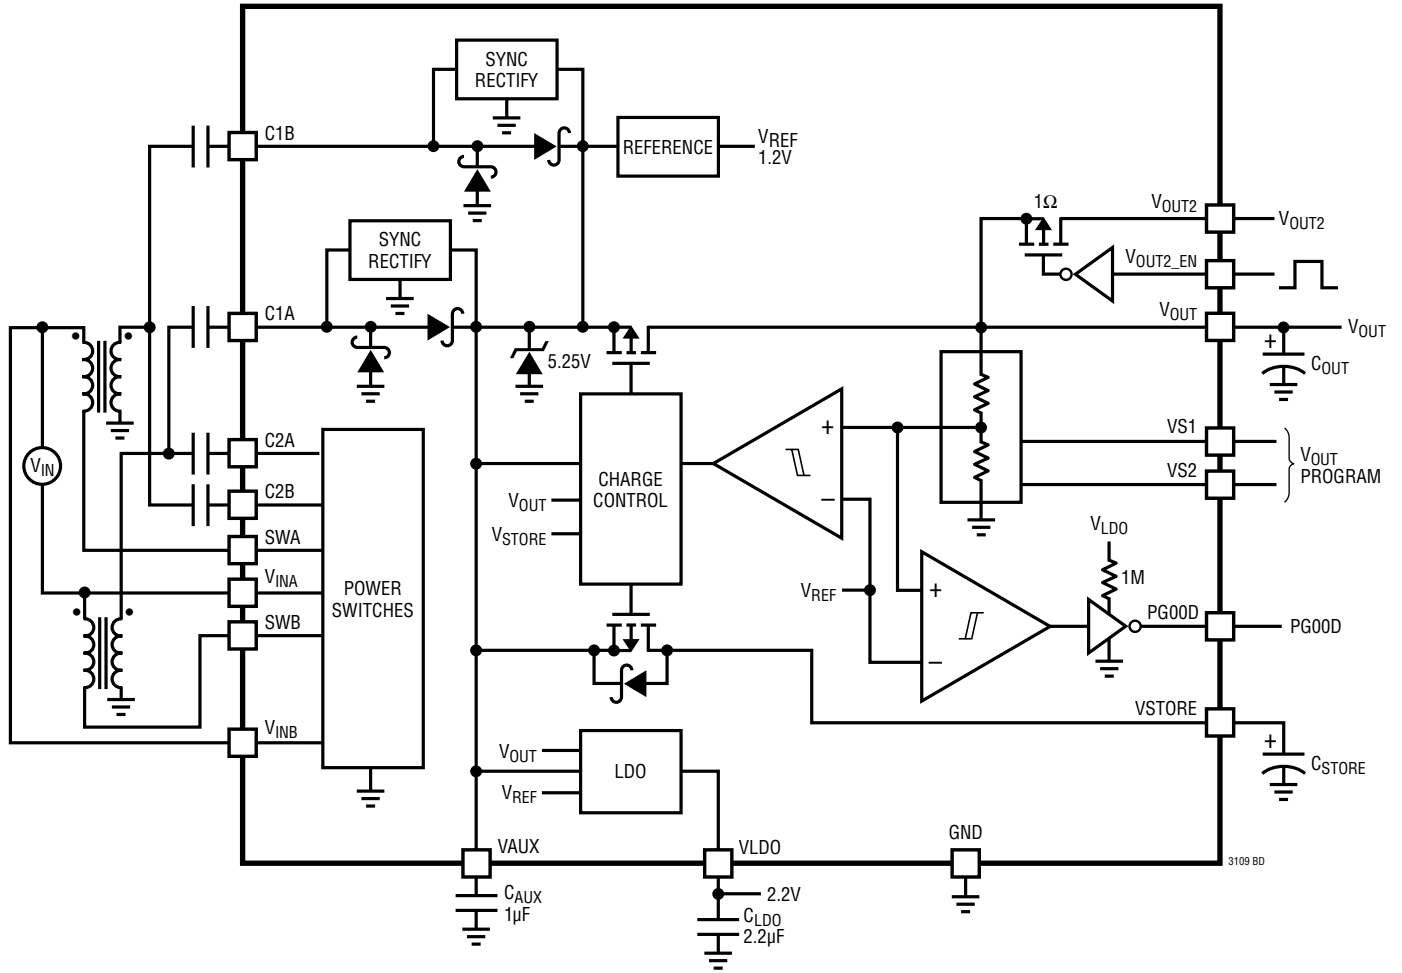 SYNC
RECTIFY
C1B
REFERENCE
VREF
1.2V
SYNC
RECTIFY
1Ω
VOUT2
VOUT2
VOUT2_EN
C1A
VOUT
VOUT
5.25V
+
COUT
VIN
C2A
C2B
SWA
VINA
SWB
VINB
POWER
SWITCHES
CHARGE
CONTROL
VOUT
VSTORE
+
–
VS1
VS2
VOUT
PROGRAM
VREF
+
–
VLDO
1M
PG00D
PG00D
VSTORE
+
CSTORE
VOUT
VREF
LDO
VAUX
VLDO
GND
3109 BD
CAUX
1µF
2.2V
CLDO
2.2µF